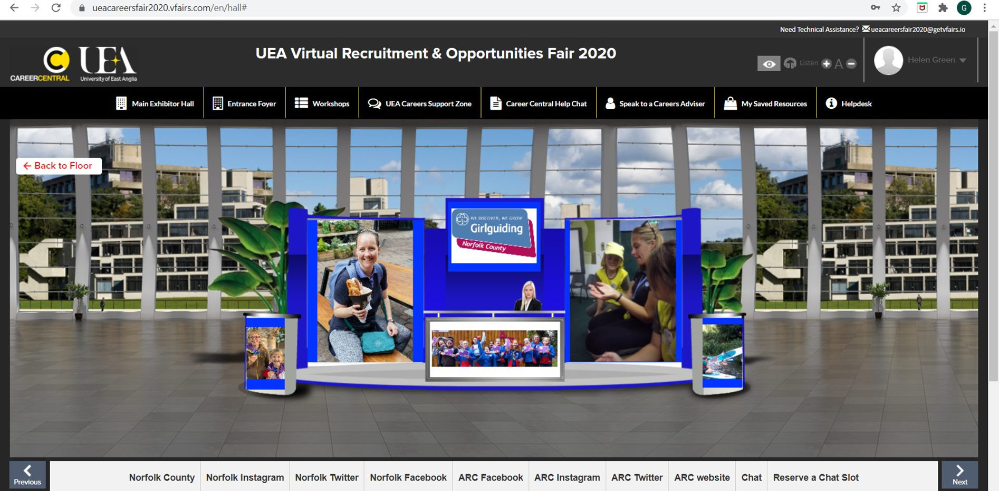 ueacareersfair2020.vfairs.com/en/hall#
G
Need Technical Assistance? ueacareersfair2020@getvfairs.io
C UEA
CAREERCENTRAL University of East Anglia
UEA Virtual Recruitment & Opportunities Fair 2020
Listen A
Helen Green
Main Exhibitor Hall
Entrance Foyer
Workshops
UEA Careers Support Zone
Career Central Help Chat
Speak to a Careers Adviser
My Saved Resources
Helpdesk
Back to Floor
WE DISCOVER, WE GROW
Girlguiding
Norfolk County
Previous
Norfolk County
Norfolk Instagram
Norfolk Twitter
Norfolk Facebook
ARC Facebook
ARC Instagram
ARC Twitter
ARC website
Chat
Reserve a Chat Slot
Next